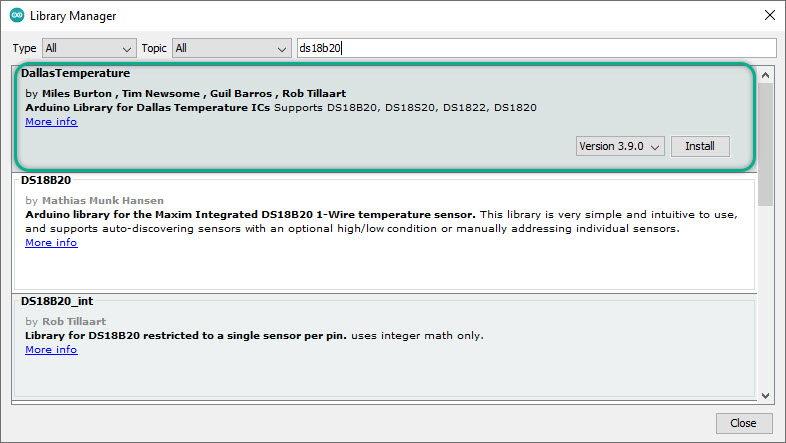 Library Manager
Type All Topic All ds18b20
DallasTemperature
by Miles Burton , Tim Newsome , Guil Barros , Rob Tillaart
Arduino Library for Dallas Temperature ICs Supports DS18B20, DS18S20, DS1822, DS1820
More info
Version 3.9.0 Install
DS18B20
by Mathias Munk Hansen
Arduino library for the Maxim Integrated DS18B20 1-Wire temperature sensor. This library is very simple and intuitive to use,
and supports auto-discovering sensors with an optional high/low condition or manually addressing individual sensors.
More info
DS18B20_int
by Rob Tillaart
Library for DS18B20 restricted to a single sensor per pin. uses integer math only.
More info
Close